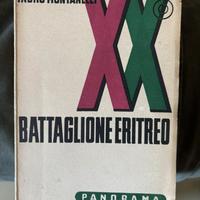 INDRO MONTANELLI
XX°
BATTAGLIONE ERITREO
PANORAMA